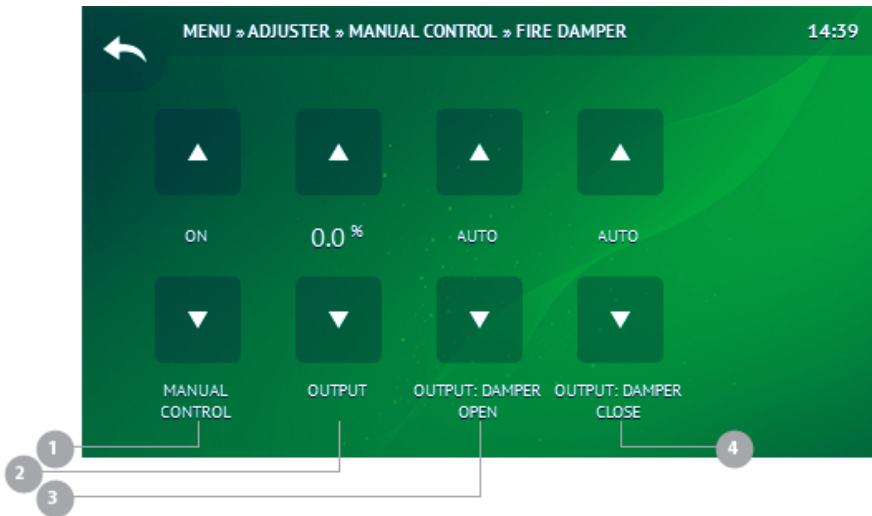 MENU » ADJUSTER » MANUAL CONTROL » FIRE DAMPER 14:39
ON 0.0 % AUTO AUTO
MANUAL CONTROL
OUTPUT
OUTPUT: DAMPER OPEN
OUTPUT: DAMPER CLOSE
1
2
3
4